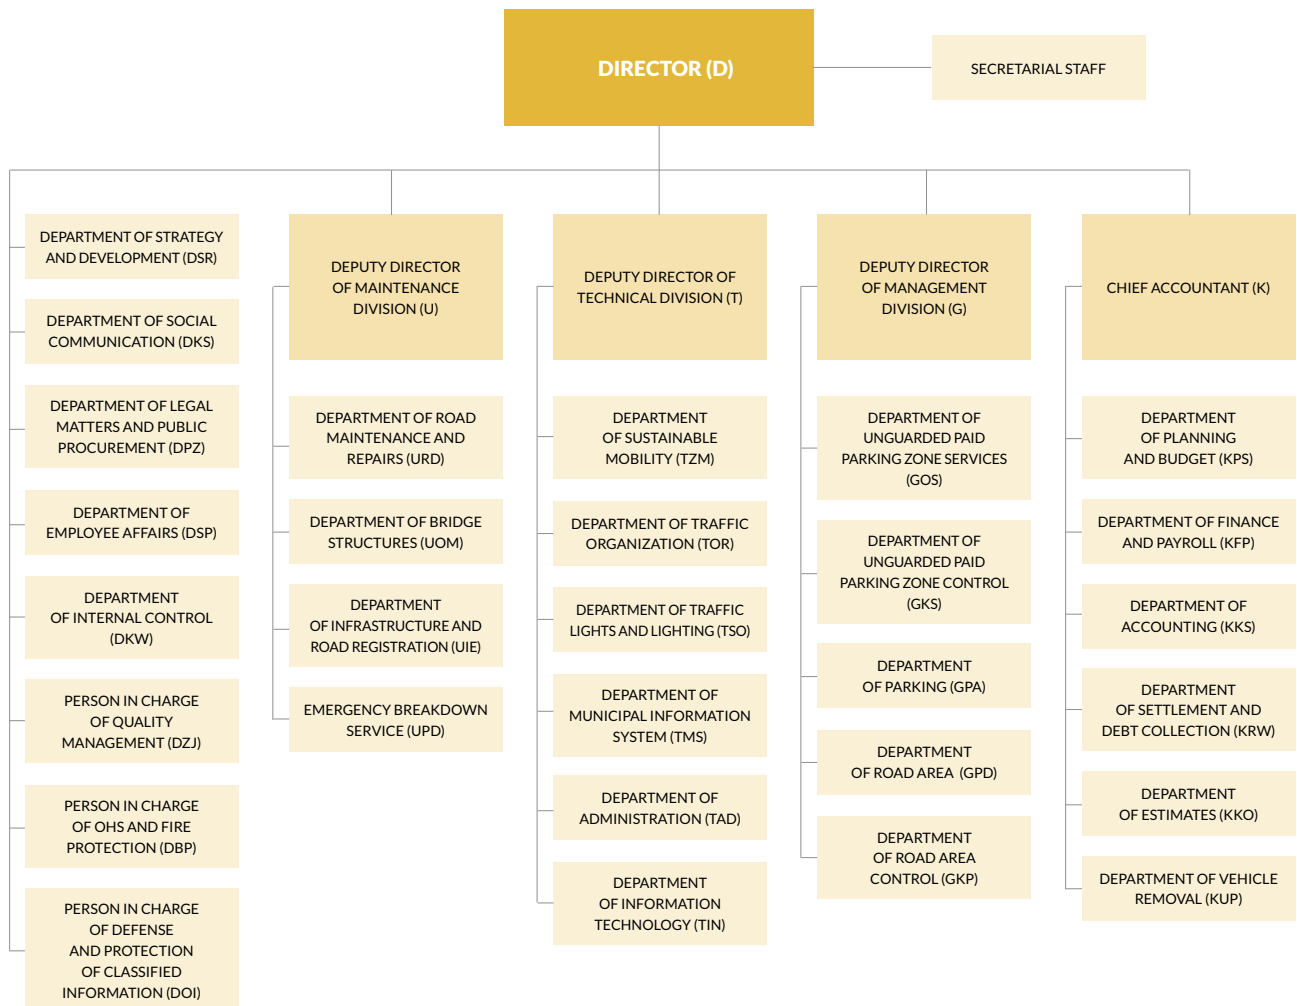 DIRECTOR (D)
SECRETARIAL STAFF
DEPARTMENT OF STRATEGY
AND DEVELOPMENT (DSR)
DEPARTMENT OF SOCIAL
COMMUNICATION (DKS)
DEPARTMENT OF LEGAL
MATTERS AND PUBLIC
PROCUREMENT (DPZ)
DEPARTMENT OF
EMPLOYEE AFFAIRS (DSP)
DEPARTMENT
OF INTERNAL CONTROL
(DKW)
PERSON IN CHARGE
OF QUALITY
MANAGEMENT (DZJ)
PERSON IN CHARGE
OF OHS AND FIRE
PROTECTION (DBP)
PERSON IN CHARGE
OF DEFENSE
AND PROTECTION
OF CLASSIFIED
INFORMATION (DOI)
DEPUTY DIRECTOR
OF MAINTENANCE
DIVISION (U)
DEPARTMENT OF ROAD
MAINTENANCE AND
REPAIRS (URD)
DEPARTMENT OF BRIDGE
STRUCTURES (UOM)
DEPARTMENT
OF INFRASTRUCTURE AND
ROAD REGISTRATION (UIE)
EMERGENCY BREAKDOWN
SERVICE (UPD)
DEPUTY DIRECTOR OF
TECHNICAL DIVISION (T)
DEPARTMENT
OF SUSTAINABLE
MOBILITY (TZM)
DEPARTMENT OF TRAFFIC
ORGANIZATION (TOR)
DEPARTMENT OF TRAFFIC
LIGHTS AND LIGHTING (TSO)
DEPARTMENT OF
MUNICIPAL INFORMATION
SYSTEM (TMS)
DEPARTMENT OF
ADMINISTRATION (TAD)
DEPARTMENT
OF INFORMATION
TECHNOLOGY (TIN)
DEPUTY DIRECTOR
OF MANAGEMENT
DIVISION (G)
DEPARTMENT OF
UNGUARDED PAID
PARKING ZONE SERVICES
(GOS)
DEPARTMENT OF
UNGUARDED PAID
PARKING ZONE CONTROL
(GKS)
DEPARTMENT
OF PARKING (GPA)
DEPARTMENT
OF ROAD AREA (GPD)
DEPARTMENT
OF ROAD AREA
CONTROL (GKP)
CHIEF ACCOUNTANT (K)
DEPARTMENT
OF PLANNING
AND BUDGET (KPS)
DEPARTMENT OF FINANCE
AND PAYROLL (KFP)
DEPARTMENT OF
ACCOUNTING (KKS)
DEPARTMENT
OF SETTLEMENT AND
DEBT COLLECTION (KRW)
DEPARTMENT
OF ESTIMATES (KKO)
DEPARTMENT OF VEHICLE
REMOVAL (KUP)